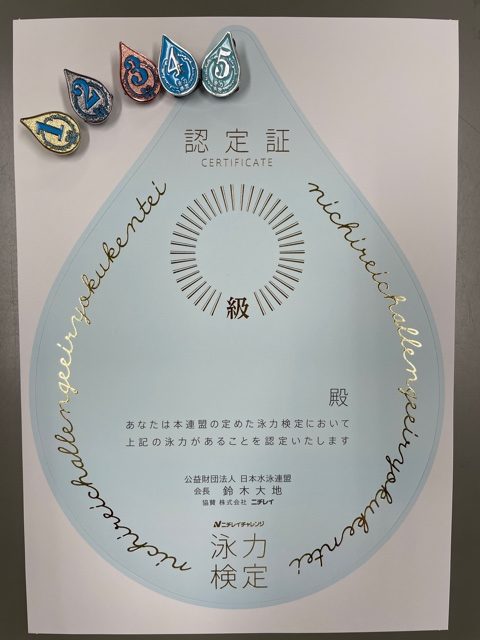 1
2
3
4
5
認定証
CERTIFICATE
nichireichallengeeiryokukentei
nichireichallengeeiryokukentei
級
殿
あなたは本連盟の定めた泳力検定において
上記の泳力があることを認定いたします
公益財団法人 日本水泳連盟
会長 鈴木大地
協賛 株式会社 ニチレイ
ニチレイチャレンジ
泳力
検定